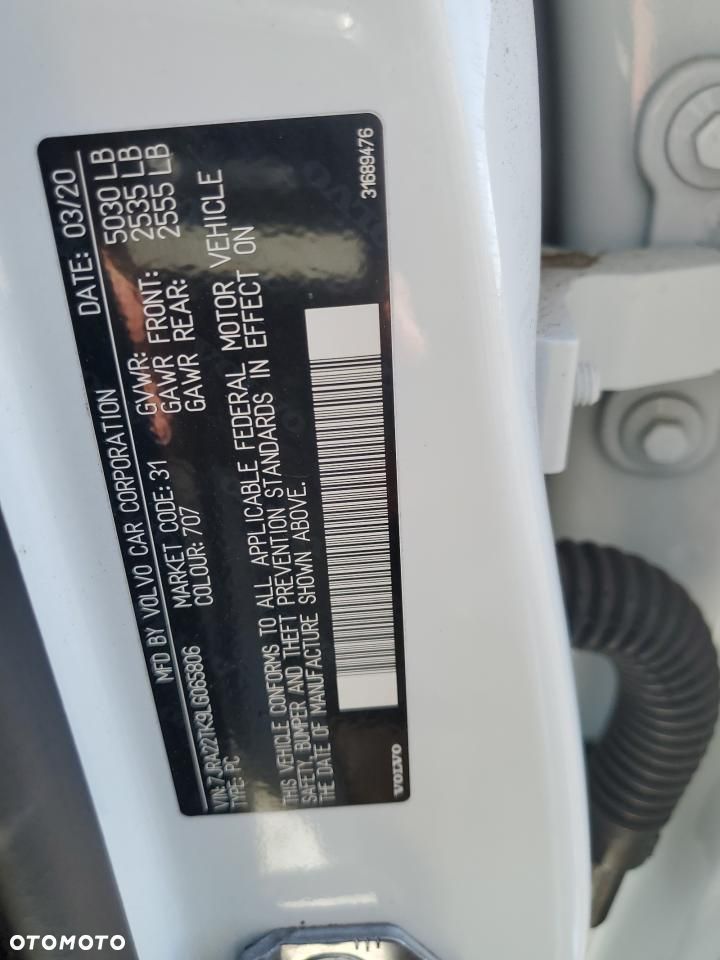 MFD BY VOLVO CAR CORPORATION DATE: 03/20
GVWR: 5030 LB
GAWR FRONT: 2535 LB
GAWR REAR: 2555 LB
MARKET CODE: 31
COLOUR: 707
VIN: 7JRA22TK9LG065806
TYPE: PC
THIS VEHICLE CONFORMS TO ALL APPLICABLE FEDERAL MOTOR VEHICLE
SAFETY, BUMPER AND THEFT PREVENTION STANDARDS IN EFFECT ON
THE DATE OF MANUFACTURE SHOWN ABOVE.
VOLVO
31689476
OTOMOTO